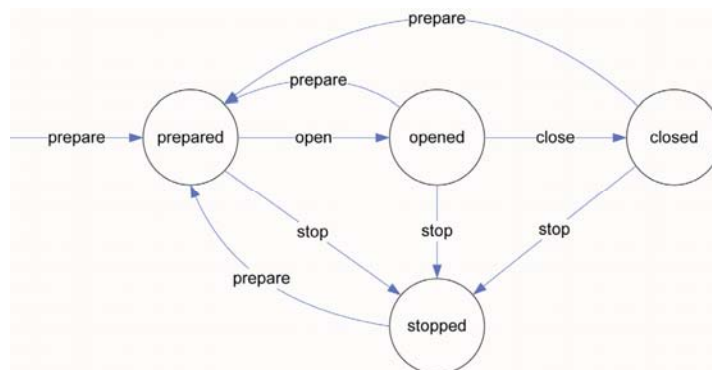 prepare
prepare
prepare
prepared
open
opened
close
closed
stop
stop
stop
prepare
stopped